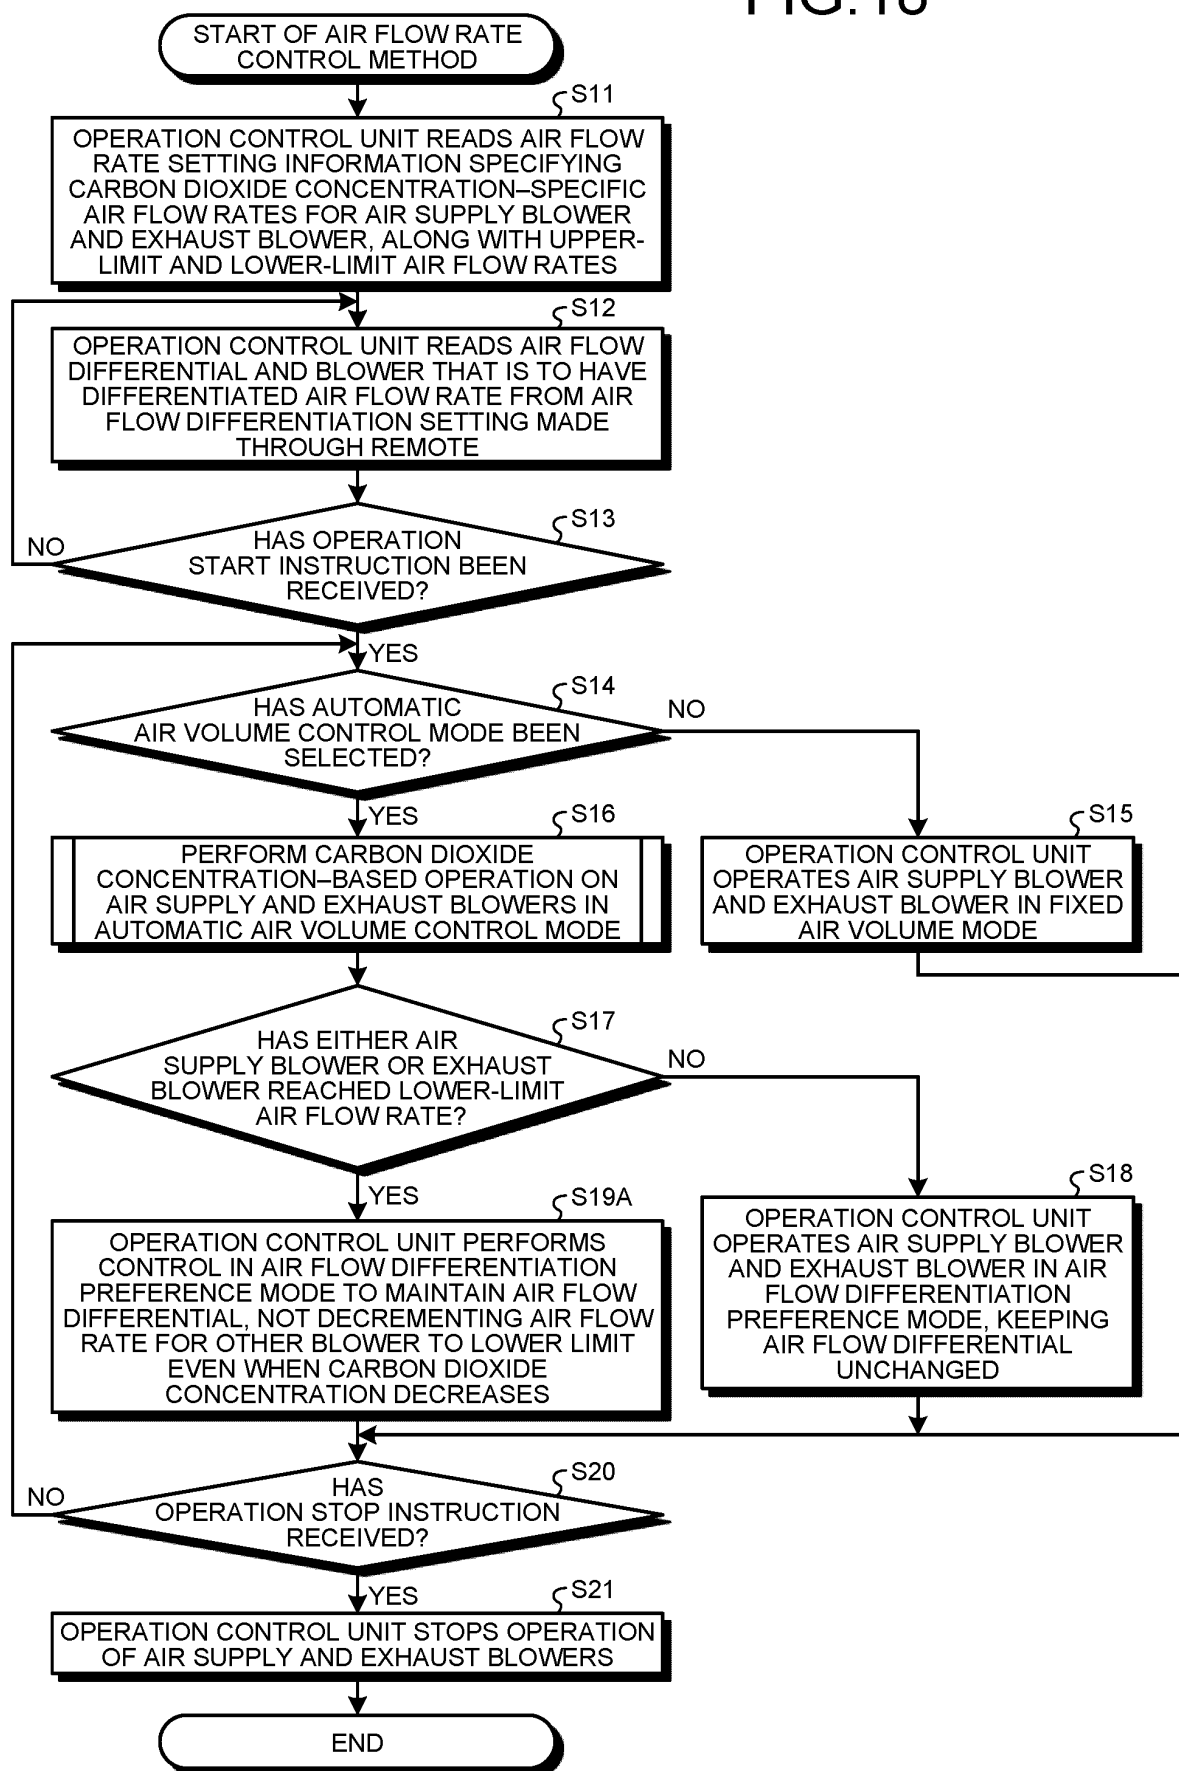 FIG.18
START OF AIR FLOW RATE
CONTROL METHOD
S11
OPERATION CONTROL UNIT READS AIR FLOW
RATE SETTING INFORMATION SPECIFYING
CARBON DIOXIDE CONCENTRATION–SPECIFIC
AIR FLOW RATES FOR AIR SUPPLY BLOWER
AND EXHAUST BLOWER, ALONG WITH UPPER-
LIMIT AND LOWER-LIMIT AIR FLOW RATES
S12
OPERATION CONTROL UNIT READS AIR FLOW
DIFFERENTIAL AND BLOWER THAT IS TO HAVE
DIFFERENTIATED AIR FLOW RATE FROM AIR
FLOW DIFFERENTIATION SETTING MADE
THROUGH REMOTE
S13
NO
HAS OPERATION
START INSTRUCTION BEEN
RECEIVED?
YES
S14
HAS AUTOMATIC
AIR VOLUME CONTROL MODE BEEN
SELECTED?
NO
YES
S16
PERFORM CARBON DIOXIDE
CONCENTRATION–BASED OPERATION ON
AIR SUPPLY AND EXHAUST BLOWERS IN
AUTOMATIC AIR VOLUME CONTROL MODE
S15
OPERATION CONTROL UNIT
OPERATES AIR SUPPLY BLOWER
AND EXHAUST BLOWER IN FIXED
AIR VOLUME MODE
S17
HAS EITHER AIR
SUPPLY BLOWER OR EXHAUST
BLOWER REACHED LOWER-LIMIT
AIR FLOW RATE?
NO
YES
S19A
OPERATION CONTROL UNIT PERFORMS
CONTROL IN AIR FLOW DIFFERENTIATION
PREFERENCE MODE TO MAINTAIN AIR FLOW
DIFFERENTIAL, NOT DECREMENTING AIR FLOW
RATE FOR OTHER BLOWER TO LOWER LIMIT
EVEN WHEN CARBON DIOXIDE
CONCENTRATION DECREASES
S18
OPERATION CONTROL UNIT
OPERATES AIR SUPPLY BLOWER
AND EXHAUST BLOWER IN AIR
FLOW DIFFERENTIATION
PREFERENCE MODE, KEEPING
AIR FLOW DIFFERENTIAL
UNCHANGED
S20
NO
HAS
OPERATION STOP INSTRUCTION
RECEIVED?
YES
S21
OPERATION CONTROL UNIT STOPS OPERATION
OF AIR SUPPLY AND EXHAUST BLOWERS
END